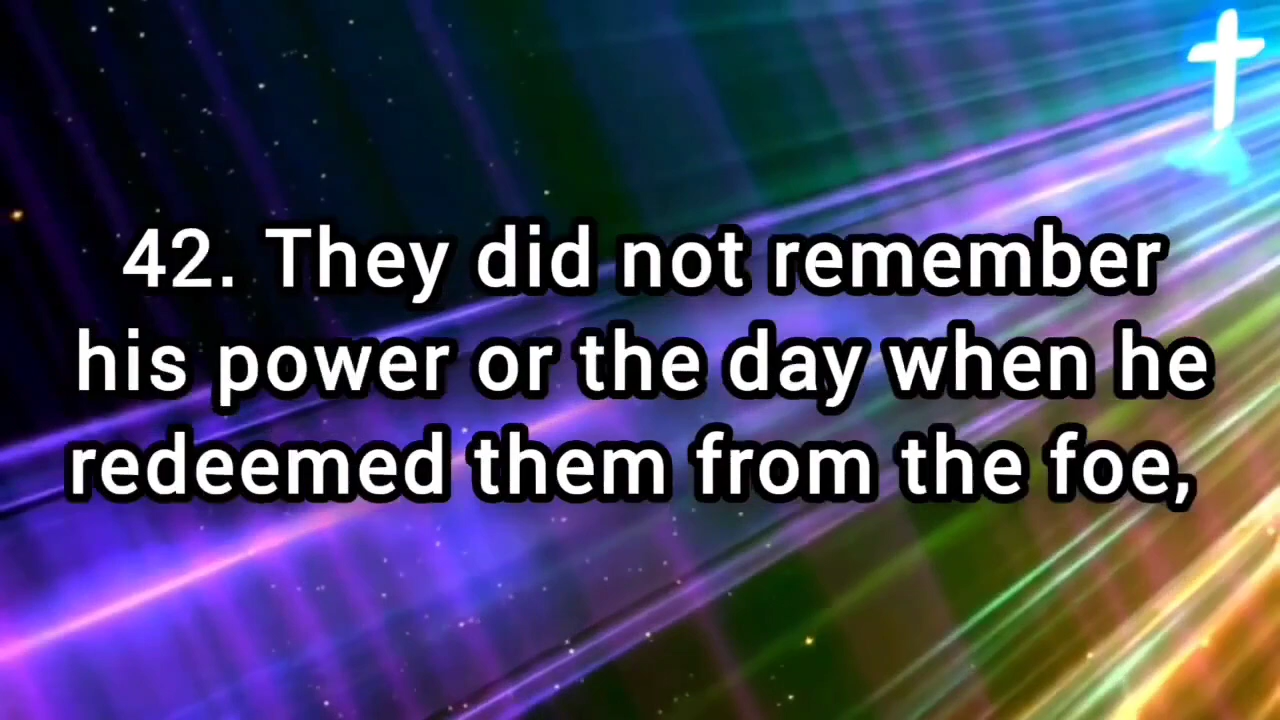 42. They did not remember
his power or the day when he
redeemed them from the foe,